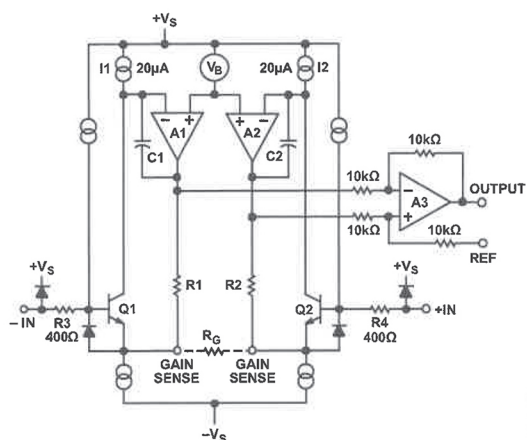 +VS
I1
20µA
VB
20µA
I2
−
+
+
−
A1
A2
C1
C2
10kΩ
10kΩ
−
A3
OUTPUT
10kΩ
+
10kΩ
REF
+VS
R1
R2
+VS
− IN
R3
400Ω
Q1
Q2
R4
400Ω
+IN
RG
GAIN
SENSE
GAIN
SENSE
−VS